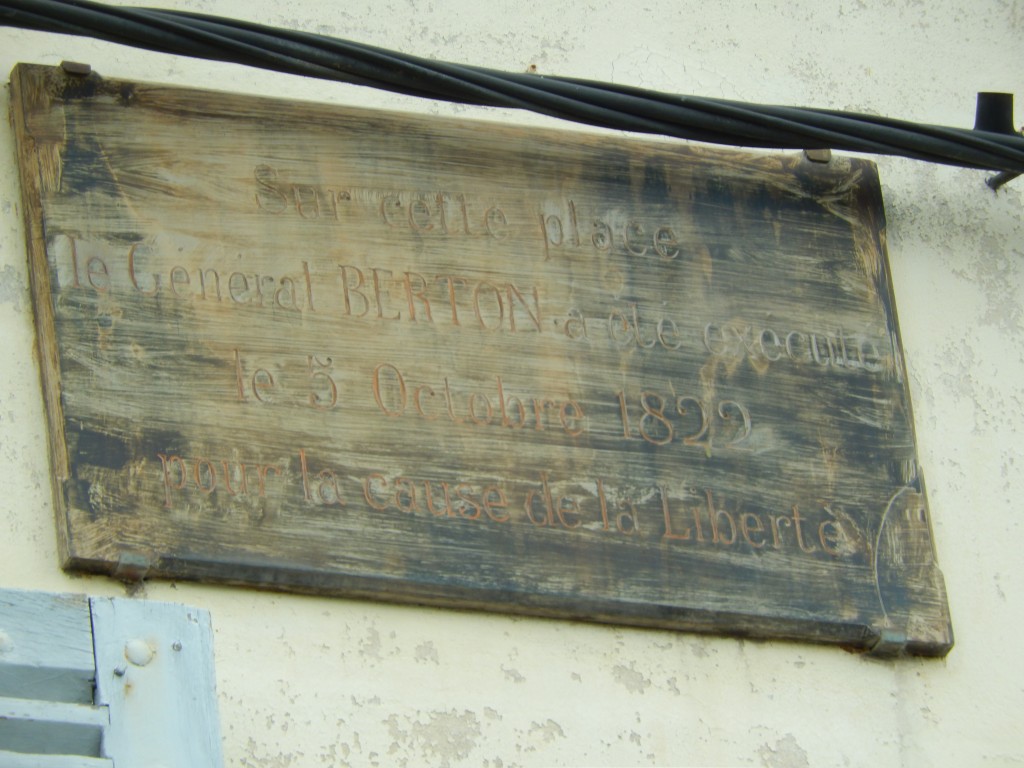 Sur cette place
le Général BERTON a été exécuté
le 5 Octobre 1822
pour la cause de la Liberté